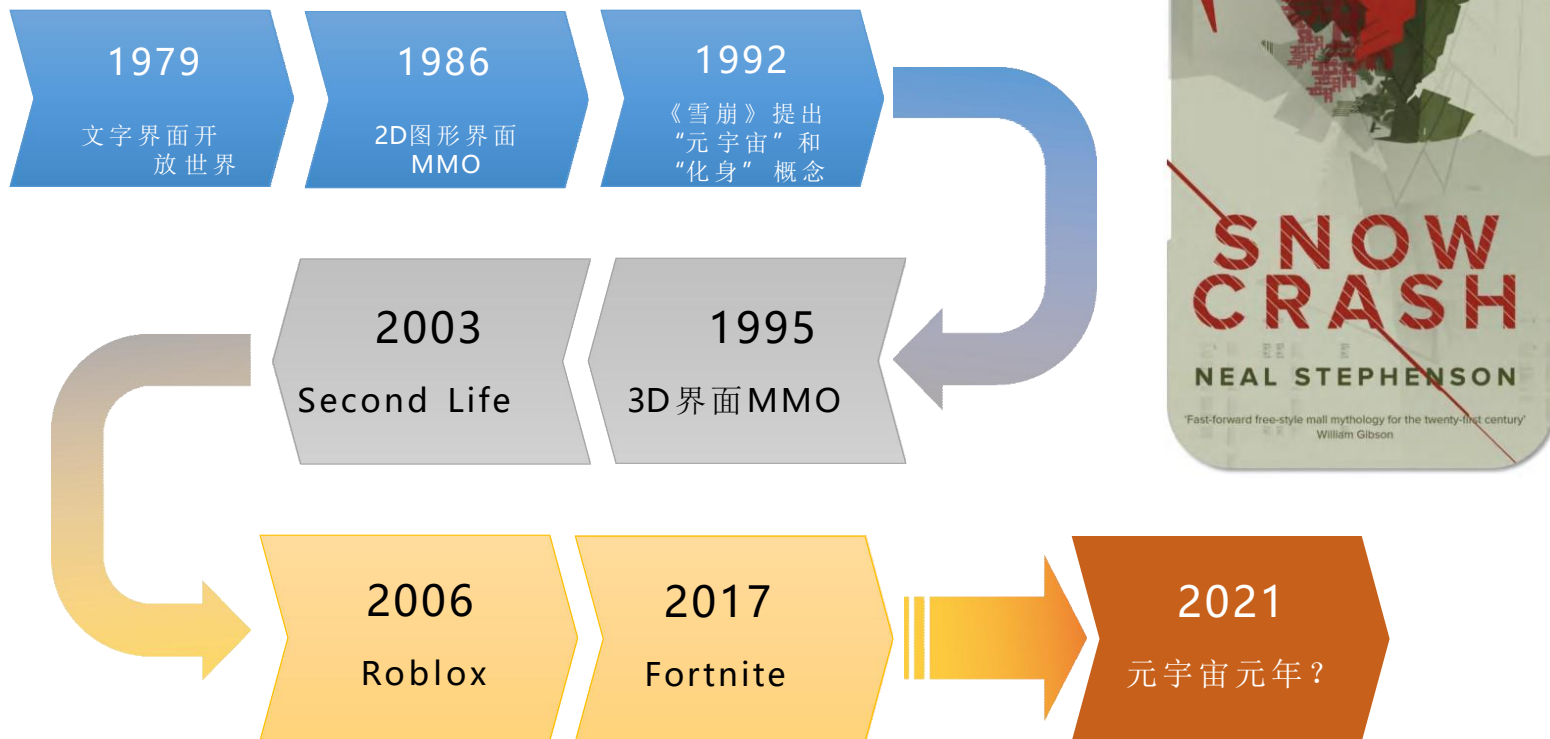 1979
文字界面开
放世界
1986
2D图形界面
MMO
1992
《雪崩》提出
“元宇宙”和
“化身”概念
1995
3D界面MMO
2003
Second Life
2006
Roblox
2017
Fortnite
2021
元宇宙元年？
SNOW
CRASH
NEAL STEPHENSON
'Fast-forward free-style mall mythology for the twenty-first century'
William Gibson